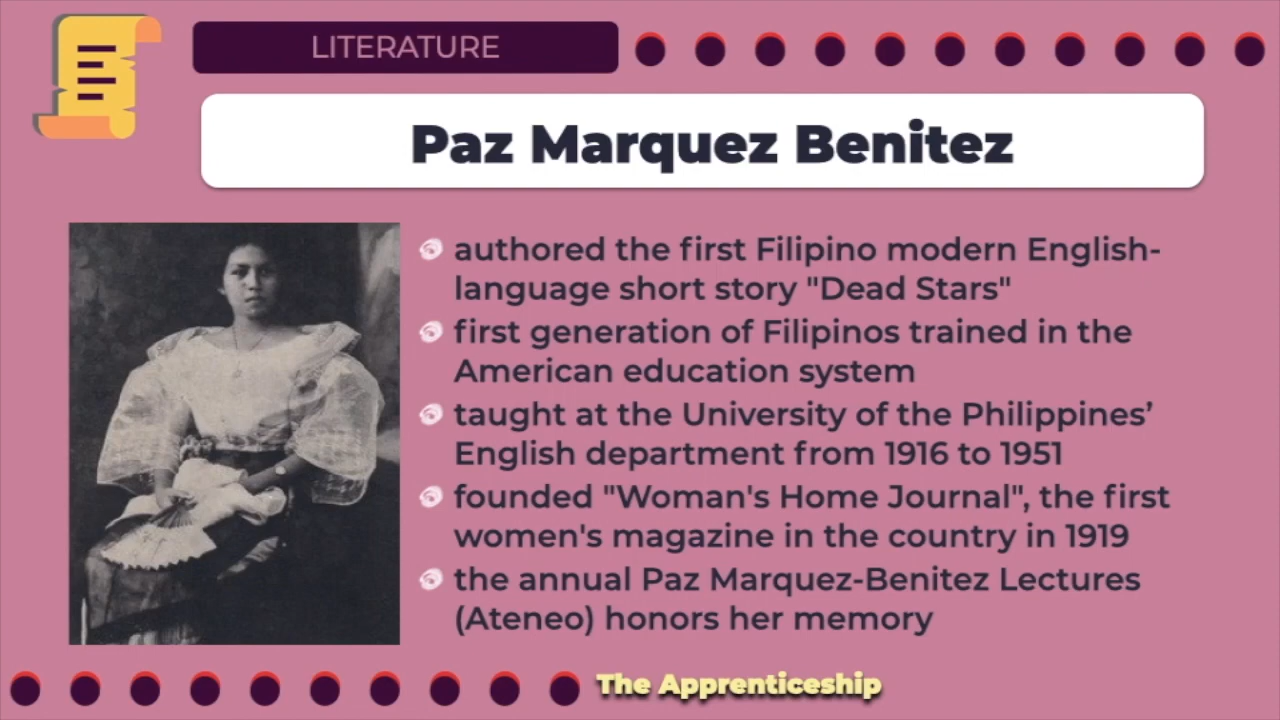 LITERATURE
Paz Marquez Benitez
authored the first Filipino modern English-
language short story "Dead Stars"
first generation of Filipinos trained in the
American education system
taught at the University of the Philippines’
English department from 1916 to 1951
founded "Woman's Home Journal", the first
women's magazine in the country in 1919
the annual Paz Marquez-Benitez Lectures
(Ateneo) honors her memory
The Apprenticeship